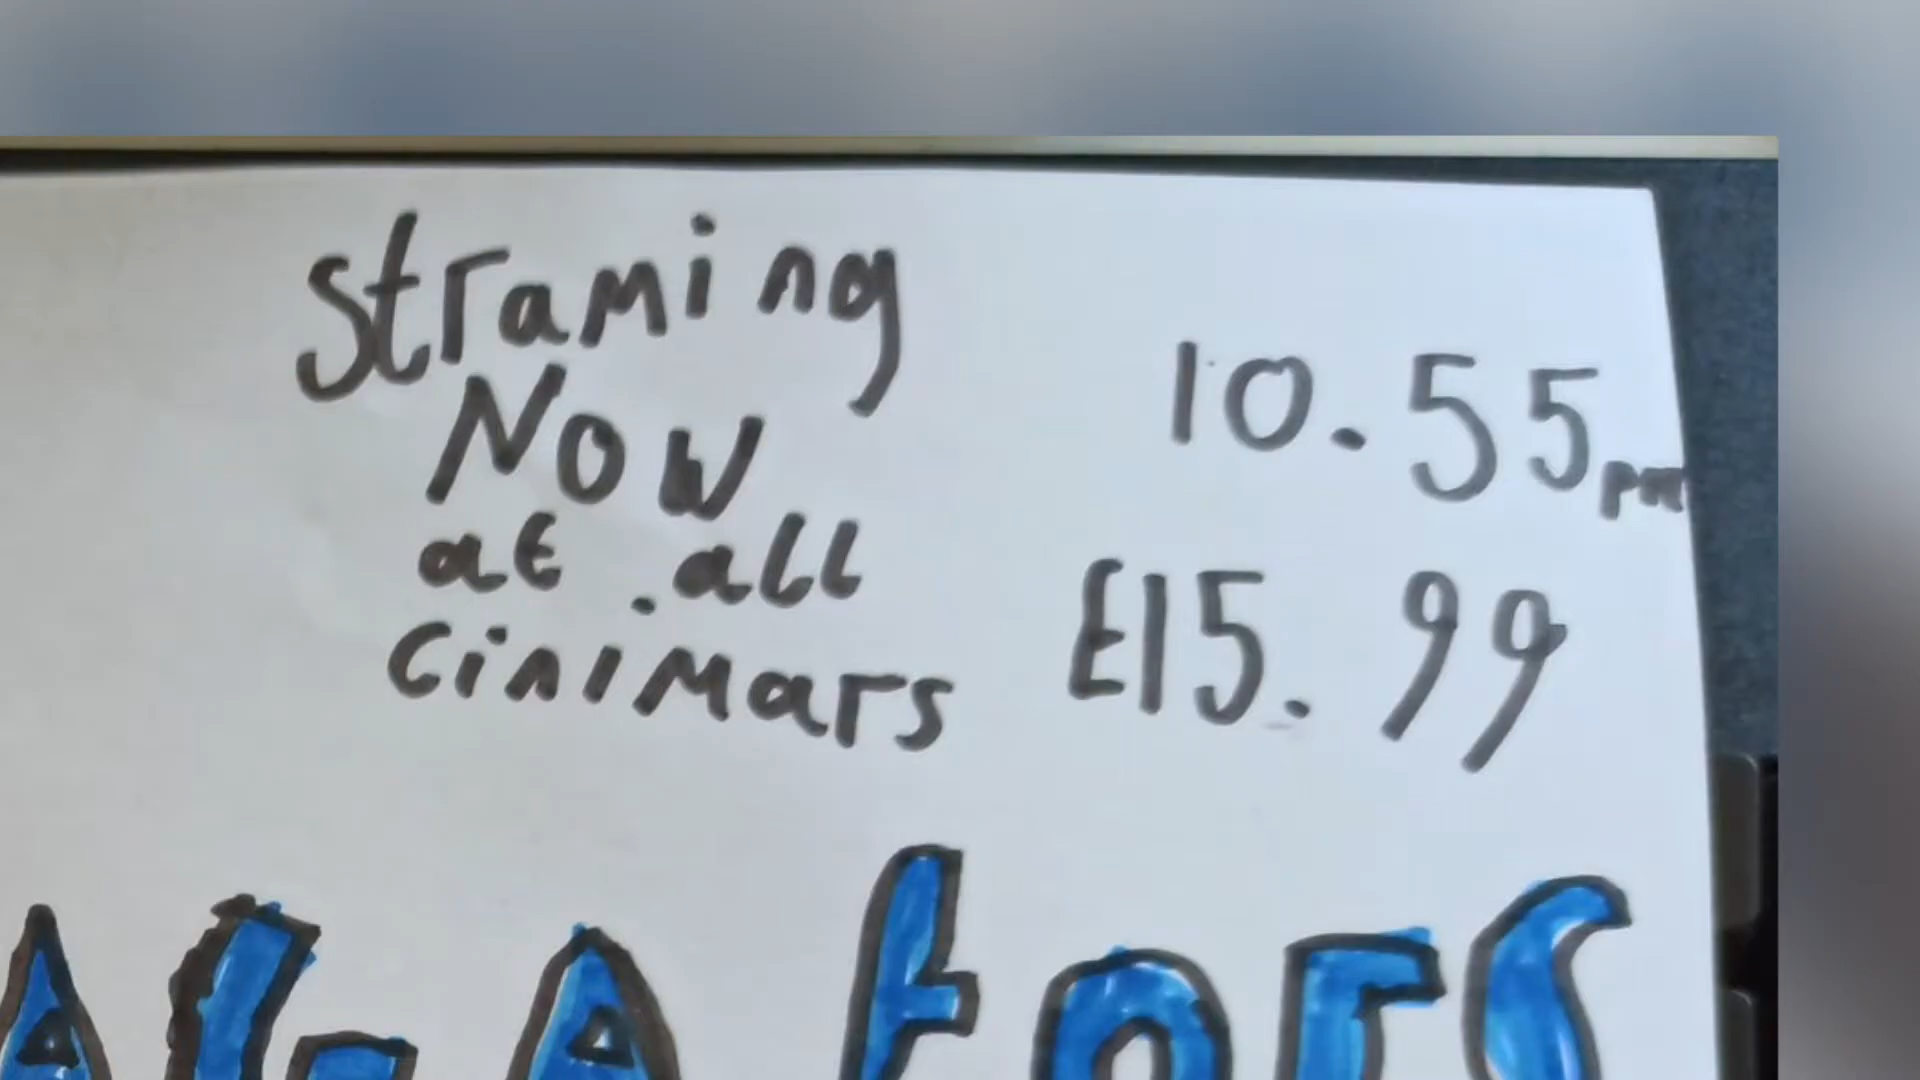 Straming
Now
at all
Cinimars
10.55pm
£15.99